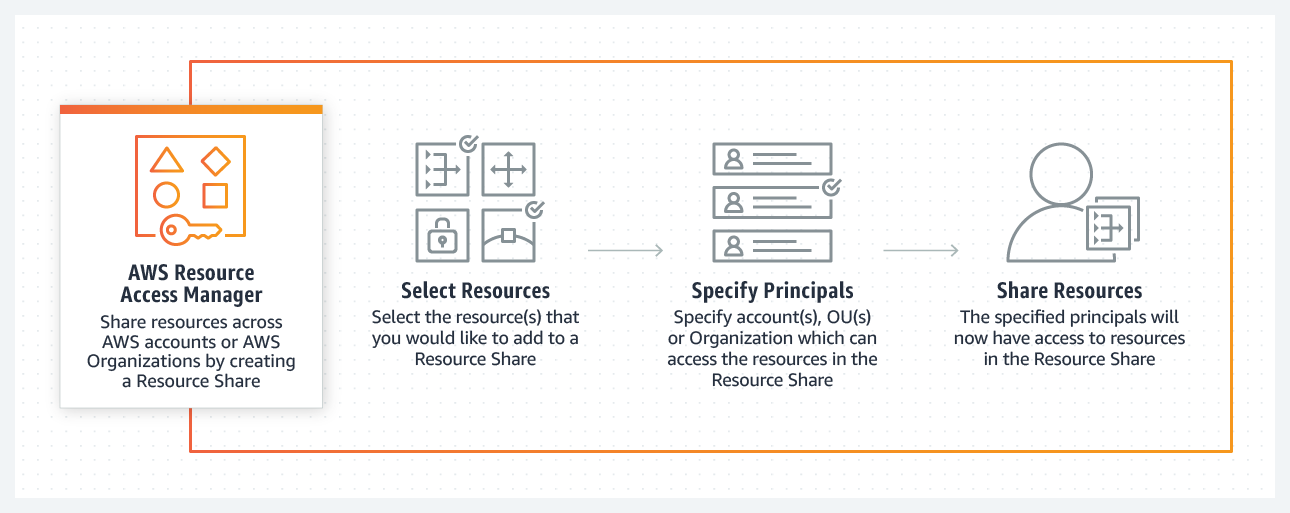 AWS Resource
Access Manager
Share resources across
AWS accounts or AWS
Organizations by creating
a Resource Share
Select Resources
Select the resource(s) that
you would like to add to a
Resource Share
Specify Principals
Specify account(s), OU(s)
or Organization which can
access the resources in the
Resource Share
Share Resources
The specified principals will
now have access to resources
in the Resource Share